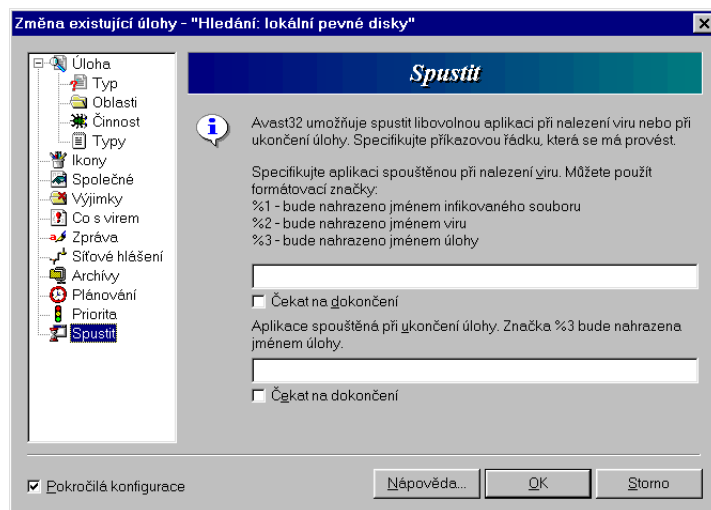 Změna existující úlohy - "Hledání: lokální pevné disky"
Úloha
Typ
Oblasti
Činnost
Typy
Ikony
Společné
Výjimky
Co s virem
Zpráva
Síťové hlášení
Archívy
Plánování
Priorita
Spustit
Spustit
Avast32 umožňuje spustit libovolnou aplikaci při nalezení viru nebo při
ukončení úlohy. Specifikujte příkazovou řádku, která se má provést.
Specifikujte aplikaci spouštěnou při nalezení viru. Můžete použít
formátovací značky:
%1 - bude nahrazeno jménem infikovaného souboru
%2 - bude nahrazeno jménem viru
%3 - bude nahrazeno jménem úlohy
Čekat na dokončení
Aplikace spouštěná při ukončení úlohy. Značka %3 bude nahrazena
jménem úlohy.
Čekat na dokončení
Pokročilá konfigurace
Nápověda...
OK
Storno